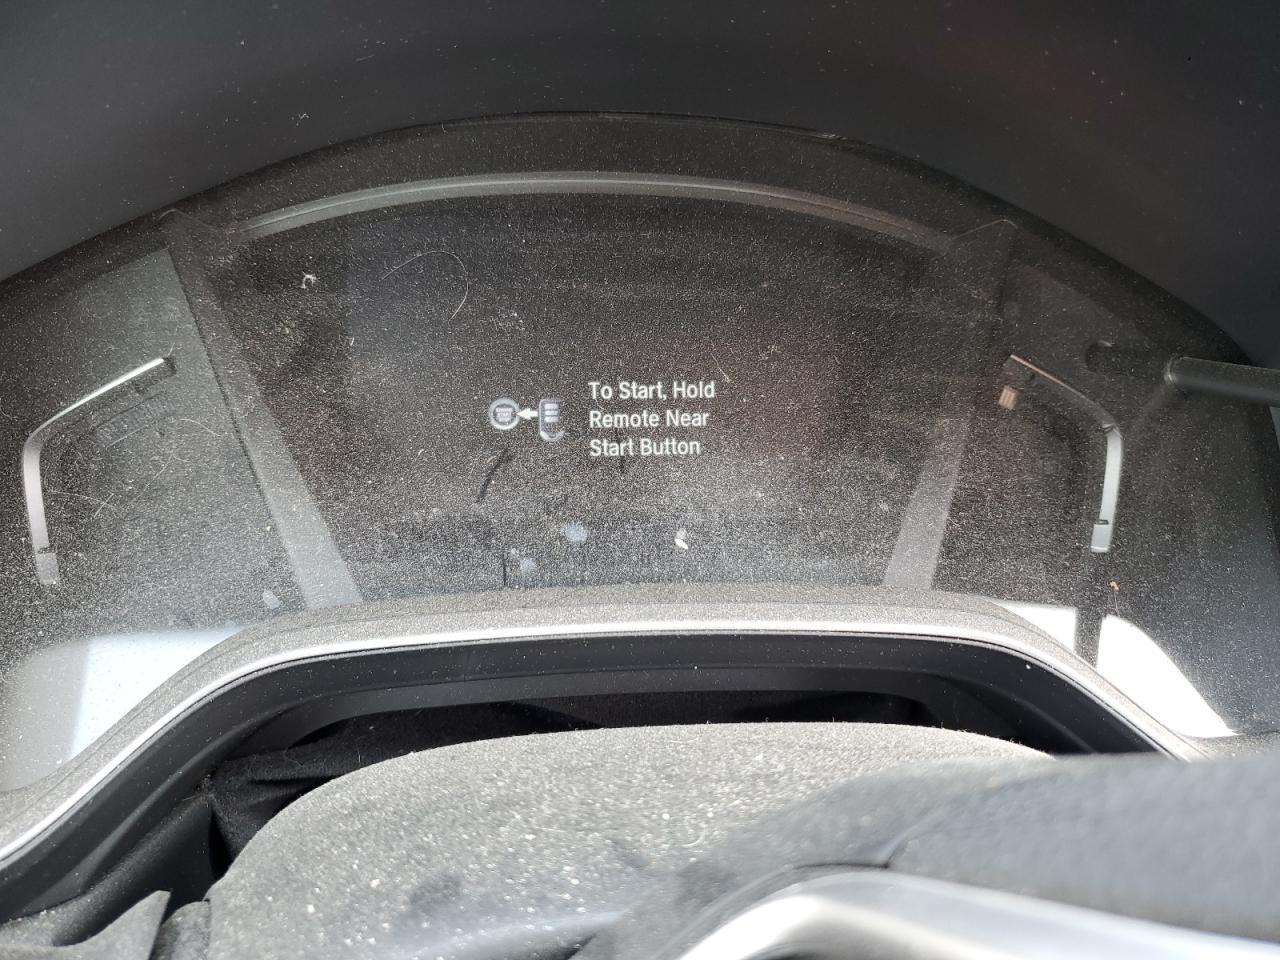 To Start, Hold
Remote Near
Start Button